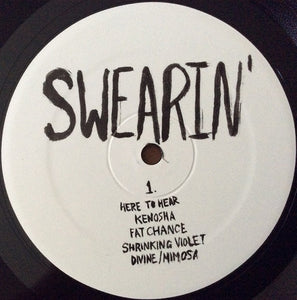 SWEARIN'
1.
HERE TO HEAR
KENOSHA
FAT CHANCE
SHRINKING VIOLET
DIVINE/MIMOSA